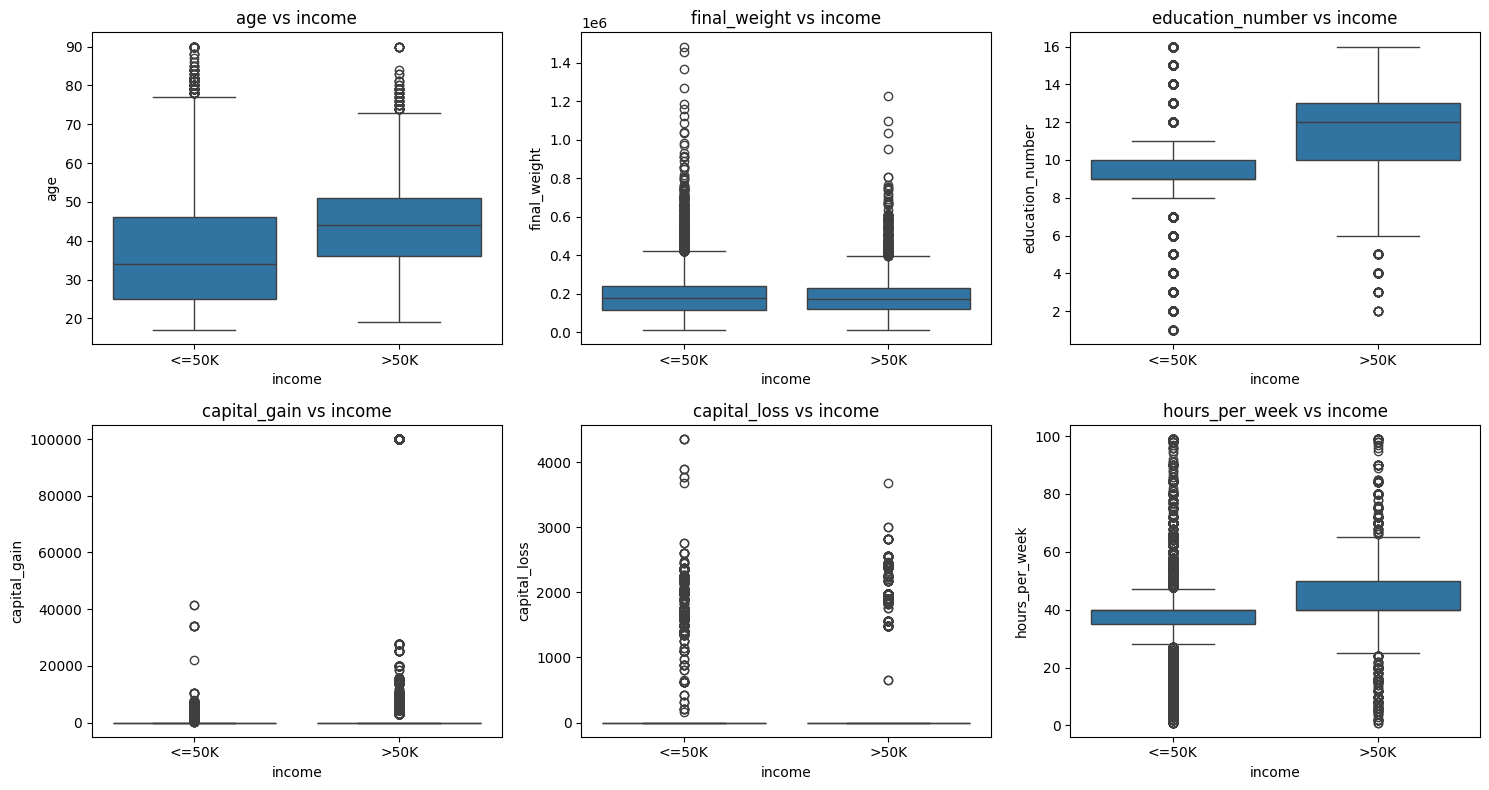 age vs income
90
80
70
60
50
40
30
20
age
<=50K
>50K
income
final_weight vs income
1e6
1.4
1.2
1.0
0.8
0.6
0.4
0.2
0.0
final_weight
<=50K
>50K
income
education_number vs income
16
14
12
10
8
6
4
2
education_number
<=50K
>50K
income
capital_gain vs income
100000
80000
60000
40000
20000
0
capital_gain
<=50K
>50K
income
capital_loss vs income
4000
3000
2000
1000
0
capital_loss
<=50K
>50K
income
hours_per_week vs income
100
80
60
40
20
0
hours_per_week
<=50K
>50K
income